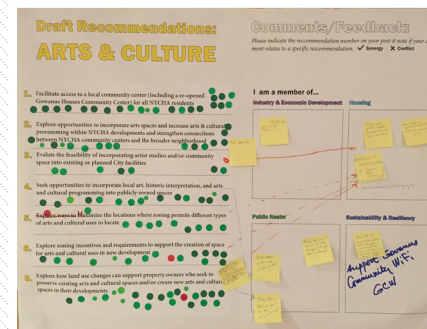 Draft Recommendations:
ARTS & CULTURE
1. Facilitate access to a local community center (including a re-opened
Gowanus Houses Community Center) for all NYCHA residents
2. Explore opportunities to incorporate arts spaces and increase arts & cultural
programming within NYCHA developments and strengthen connections
between NYCHA community centers and the broader neighborhood
3. Evalute the feasibility of incorporating artist studios and/or community
space into existing or planned City facilities
4. Seek opportunities to incorporate local art, historic interpretation, and arts
and cultural programming into publicly-owned spaces
5. Explore ways to the locations where zoning permits different types
of arts and cultural uses to locate
6. Explore zoning incentives and requirements to support the creation of space
for arts and cultural uses in new development
Explore how land use changes can support property owners who seek to
preserve existing arts and cultural spaces and/or create new arts and cultural
spaces in their developments
Comments/Feedback:
Please indicate the recommendation number on your post-it note if your
ment relates to a specific recommendation. ✓ Synergy ✗ Conflict
I am a member of...
Industry & Economic Development
Housing
Public Realm
Sustainability & Resiliency
Support Gowanus
Community WiFi
GCW